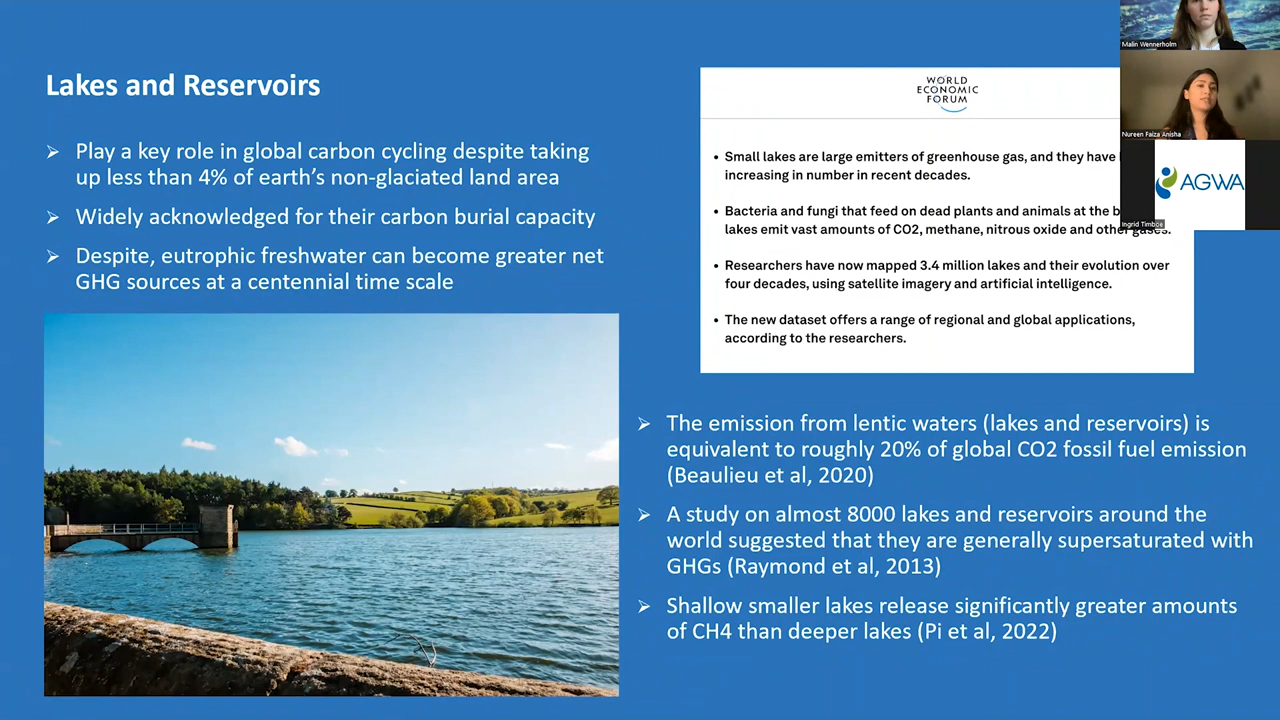 Lakes and Reservoirs
Play a key role in global carbon cycling despite taking
up less than 4% of earth's non-glaciated land area
Widely acknowledged for their carbon burial capacity
Despite, eutrophic freshwater can become greater net
GHG sources at a centennial time scale
WORLD
ECONOMIC
FORUM
Small lakes are large emitters of greenhouse gas, and they have
increasing in number in recent decades.
Bacteria and fungi that feed on dead plants and animals at the
lakes emit vast amounts of CO2, methane, nitrous oxide and other gases.
Researchers have now mapped 3.4 million lakes and their evolution over
four decades, using satellite imagery and artificial intelligence.
The new dataset offers a range of regional and global applications,
according to the researchers.
The emission from lentic waters (lakes and reservoirs) is
equivalent to roughly 20% of global CO2 fossil fuel emission
(Beaulieu et al, 2020)
A study on almost 8000 lakes and reservoirs around the
world suggested that they are generally supersaturated with
GHGs (Raymond et al, 2013)
Shallow smaller lakes release significantly greater amounts
of CH4 than deeper lakes (Pi et al, 2022)
Malin Wennerholm
Nureen Faiza Anisha
AGWA
Ingrid Timboe